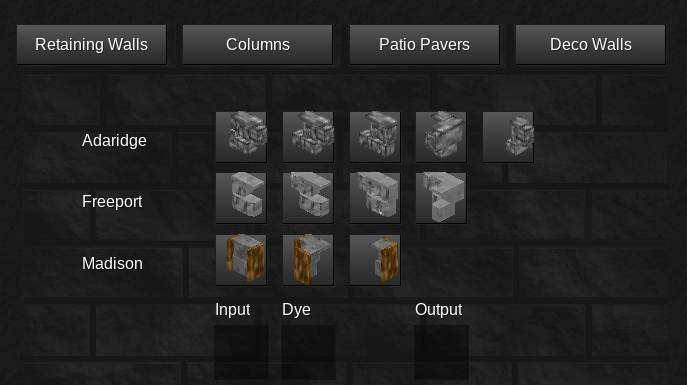 Retaining Walls Columns Patio Pavers Deco Walls
Adaridge
Freeport
Madison
Input Dye Output